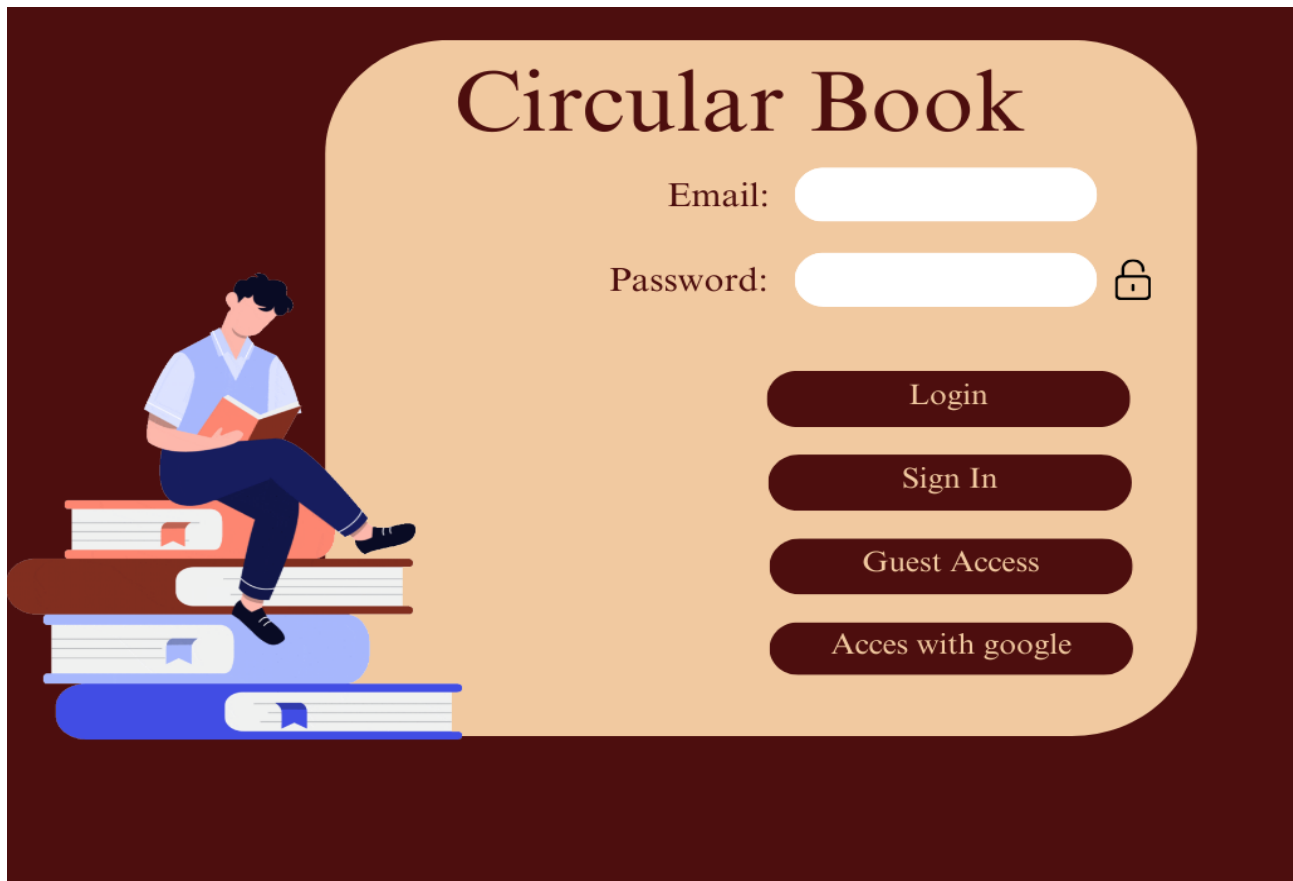 Circular Book
Email:
Password:
Login
Sign In
Guest Access
Acces with google